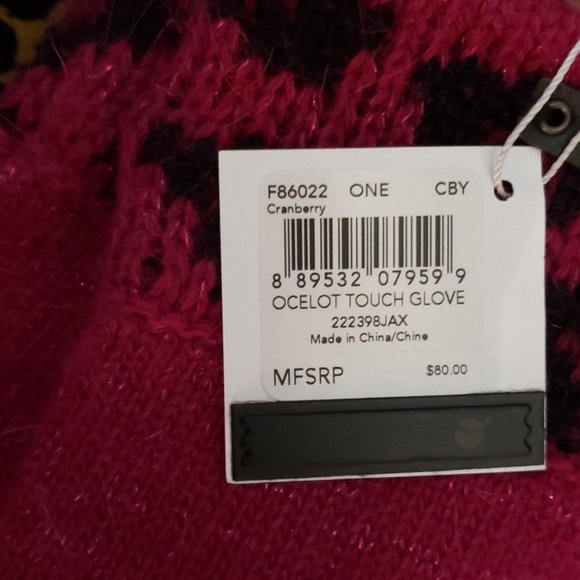 F86022 ONE CBY
Cranberry
8 89532 07959 9
OCELOT TOUCH GLOVE
222398JAX
Made in China/Chine
MFSRP $80.00